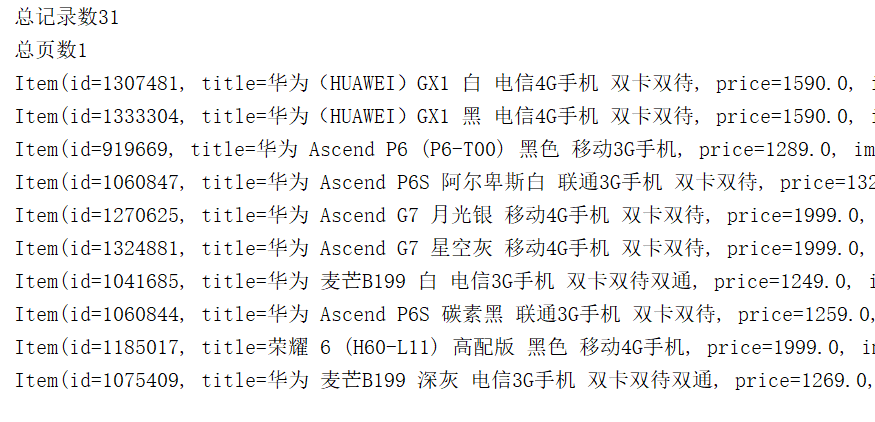 总记录数31
总页数1
Item(id=1307481, title=华为（HUAWEI）GX1 白 电信4G手机 双卡双待, price=1590.0, i
Item(id=1333304, title=华为（HUAWEI）GX1 黑 电信4G手机 双卡双待, price=1590.0, i
Item(id=919669, title=华为 Ascend P6 (P6-T00) 黑色 移动3G手机, price=1289.0, im
Item(id=1060847, title=华为 Ascend P6S 阿尔卑斯白 联通3G手机 双卡双待, price=132
Item(id=1270625, title=华为 Ascend G7 月光银 移动4G手机 双卡双待, price=1999.0,
Item(id=1324881, title=华为 Ascend G7 星空灰 移动4G手机 双卡双待, price=1999.0,
Item(id=1041685, title=华为 麦芒B199 白 电信3G手机 双卡双待双通, price=1249.0, i
Item(id=1060844, title=华为 Ascend P6S 碳素黑 联通3G手机 双卡双待, price=1259.0,
Item(id=1185017, title=荣耀 6 (H60-L11) 高配版 黑色 移动4G手机, price=1999.0, im
Item(id=1075409, title=华为 麦芒B199 深灰 电信3G手机 双卡双待双通, price=1269.0,